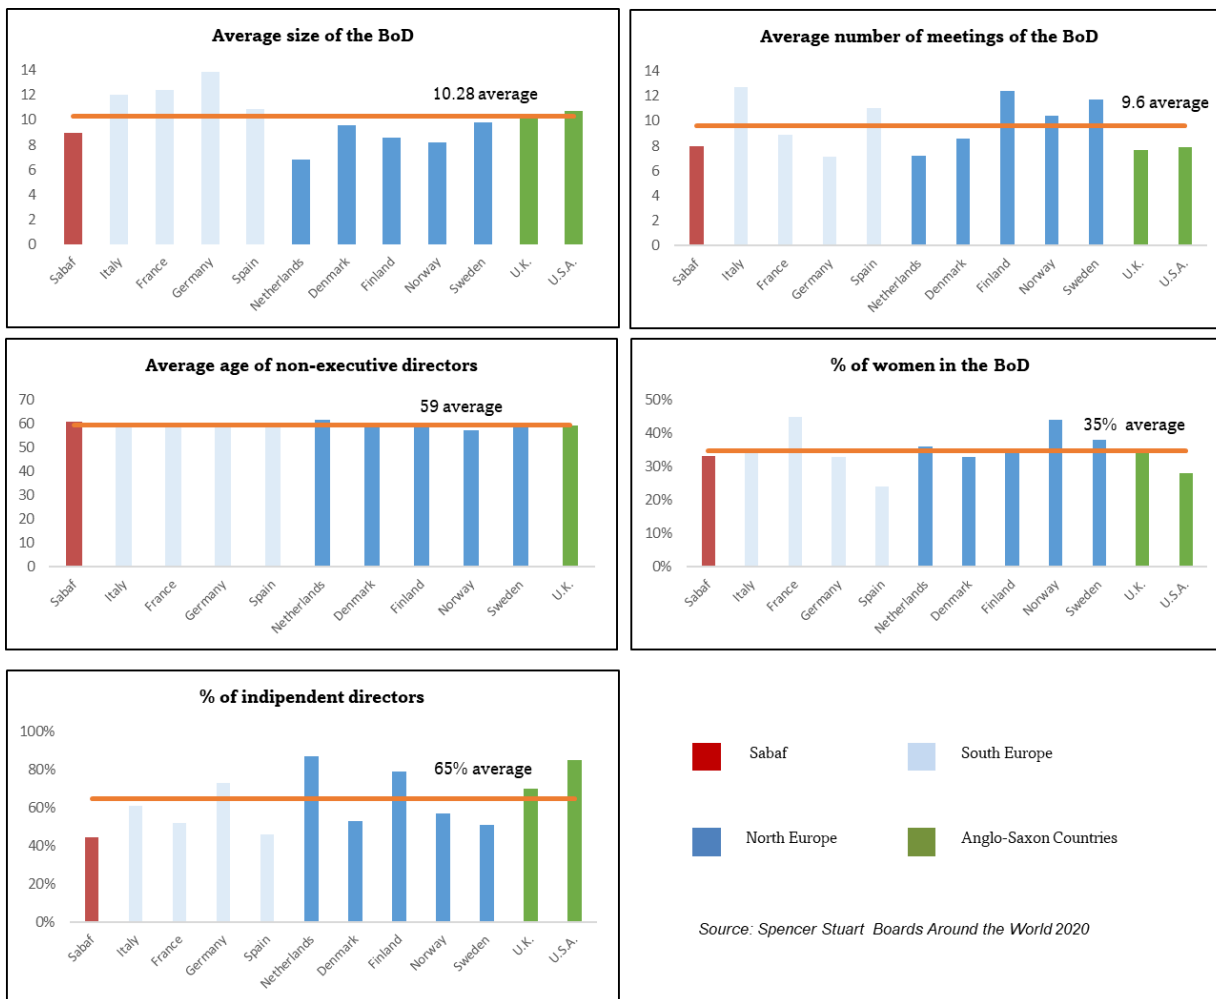 Average size of the BoD
14
12
10
8
6
4
2
0
10.28 average
Sabaf
Italy
France
Germany
Spain
Netherlands
Denmark
Finland
Norway
Sweden
U.K.
U.S.A.
Average number of meetings of the BoD
14
12
10
8
6
4
2
0
9.6 average
Sabaf
Italy
France
Germany
Spain
Netherlands
Denmark
Finland
Norway
Sweden
U.K.
U.S.A.
Average age of non-executive directors
70
60
50
40
30
20
10
0
59 average
Sabaf
Italy
France
Germany
Spain
Netherlands
Denmark
Finland
Norway
Sweden
U.K.
% of women in the BoD
50%
40%
30%
20%
10%
0%
35% average
Sabaf
Italy
France
Germany
Spain
Netherlands
Denmark
Finland
Norway
Sweden
U.K.
U.S.A.
% of indipendent directors
100%
80%
60%
40%
20%
0%
65% average
Sabaf
Italy
France
Germany
Spain
Netherlands
Denmark
Finland
Norway
Sweden
U.K.
U.S.A.
Sabaf
South Europe
North Europe
Anglo-Saxon Countries
Source: Spencer Stuart Boards Around the World 2020